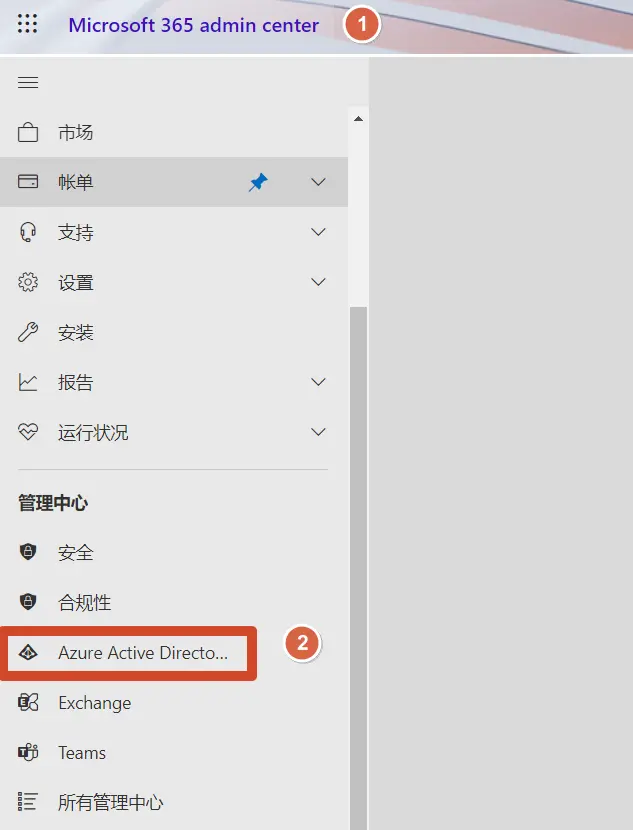 Microsoft 365 admin center 1
市场
帐单
支持
设置
安装
报告
运行状况
管理中心
安全
合规性
Azure Active Directo... 2
Exchange
Teams
所有管理中心